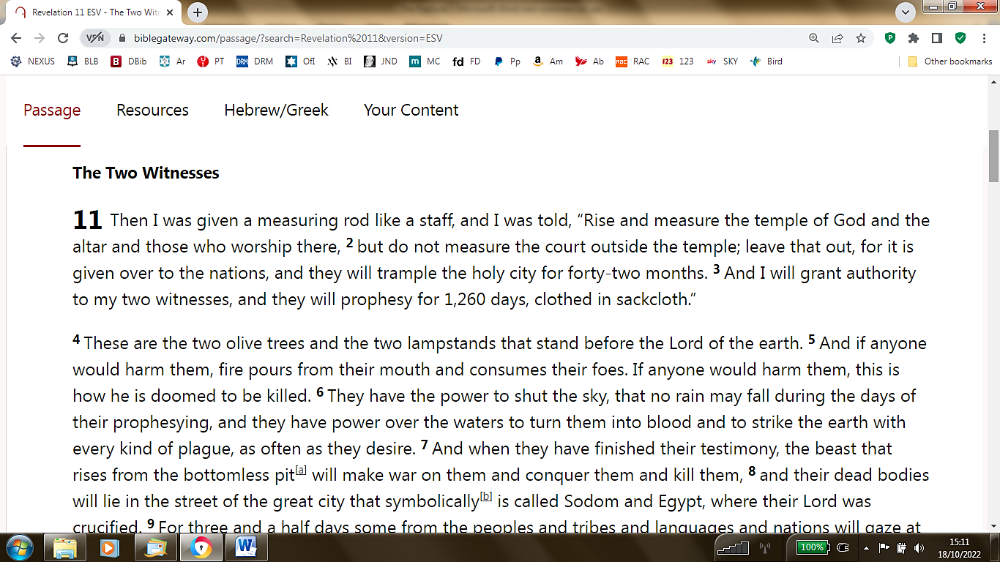 Revelation 11 ESV - The Two Witn
VPN
biblegateway.com/passage/?search=Revelation%2011&version=ESV
NEXUS BLB B DBib Ar PT DRM DRM OfI BI JND m MC fd FD Pp a Am Ab RAC RAC 123 123 sky SKY Bird Other bookmarks
Passage Resources Hebrew/Greek Your Content
The Two Witnesses
11 Then I was given a measuring rod like a staff, and I was told, “Rise and measure the temple of God and the
altar and those who worship there, 2 but do not measure the court outside the temple; leave that out, for it is
given over to the nations, and they will trample the holy city for forty-two months. 3 And I will grant authority
to my two witnesses, and they will prophesy for 1,260 days, clothed in sackcloth.”
4 These are the two olive trees and the two lampstands that stand before the Lord of the earth. 5 And if anyone
would harm them, fire pours from their mouth and consumes their foes. If anyone would harm them, this is
how he is doomed to be killed. 6 They have the power to shut the sky, that no rain may fall during the days of
their prophesying, and they have power over the waters to turn them into blood and to strike the earth with
every kind of plague, as often as they desire. 7 And when they have finished their testimony, the beast that
rises from the bottomless pit[a] will make war on them and conquer them and kill them, 8 and their dead bodies
will lie in the street of the great city that symbolically[b] is called Sodom and Egypt, where their Lord was
crucified. 9 For three and a half days some from the peoples and tribes and languages and nations will gaze at
100%
15:11
18/10/2022